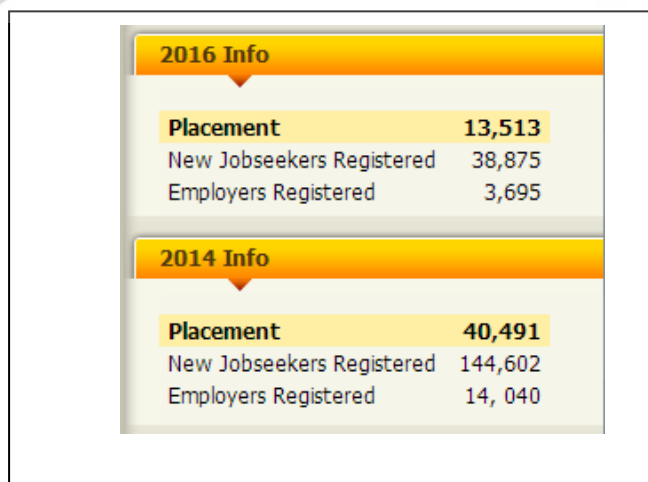 2016 Info
Placement 13,513
New Jobseekers Registered 38,875
Employers Registered 3,695
2014 Info
Placement 40,491
New Jobseekers Registered 144,602
Employers Registered 14, 040